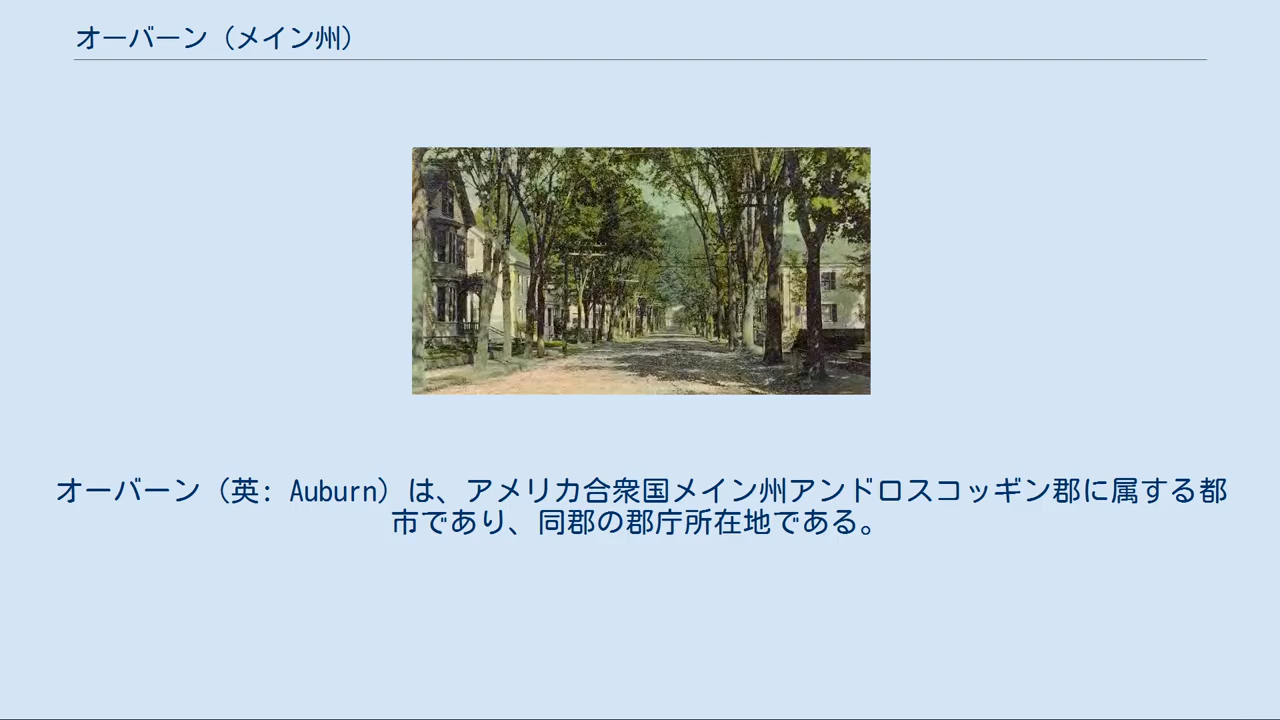 オーバーン（メイン州）
オーバーン（英: Auburn）は、アメリカ合衆国メイン州アンドロスコッギン郡に属する都
市であり、同郡の郡庁所在地である。